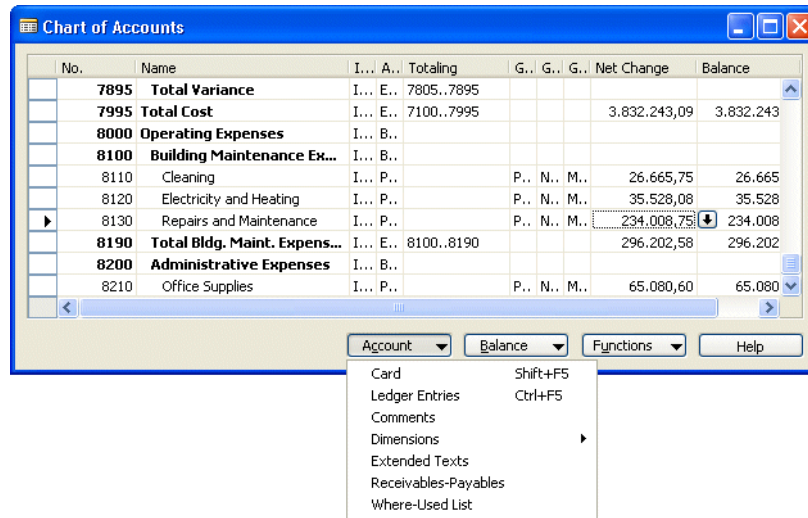 Chart of Accounts
No. Name I... A.. Totaling G.. G.. G.. Net Change Balance
7895 Total Variance I... E.. 7805..7895
7995 Total Cost I... E.. 7100..7995 3.832.243,09 3.832.243
8000 Operating Expenses I... B..
8100 Building Maintenance Ex... I... B..
8110 Cleaning I... P.. P.. N.. M.. 26.665,75 26.665
8120 Electricity and Heating I... P.. P.. N.. M.. 35.528,08 35.528
8130 Repairs and Maintenance I... P.. P.. N.. M.. 234.008,75 234.008
8190 Total Bldg. Maint. Expens... I... E.. 8100..8190 296.202,58 296.202
8200 Administrative Expenses I... B..
8210 Office Supplies I... P.. P.. N.. M.. 65.080,60 65.080
Account Balance Functions Help
Card Shift+F5
Ledger Entries Ctrl+F5
Comments
Dimensions
Extended Texts
Receivables-Payables
Where-Used List